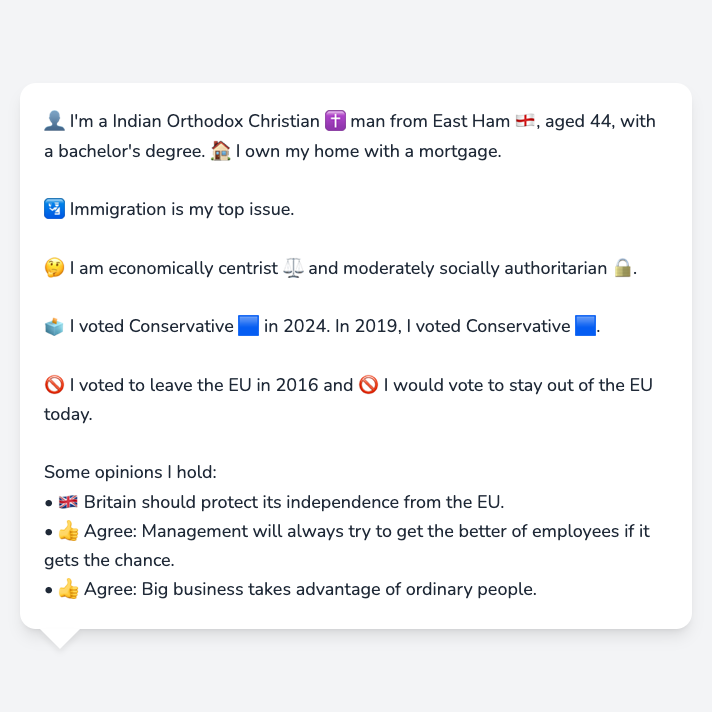 👤 I'm a Indian Orthodox Christian ✝️ man from East Ham 🏴󠁧󠁢󠁥󠁮󠁧󠁿, aged 44, with
a bachelor's degree. 🏠 I own my home with a mortgage.
🛂 Immigration is my top issue.
🤔 I am economically centrist ⚖️ and moderately socially authoritarian 🔒.
🗳️ I voted Conservative 🟦 in 2024. In 2019, I voted Conservative 🟦.
🚫 I voted to leave the EU in 2016 and 🚫 I would vote to stay out of the EU
today.
Some opinions I hold:
• 🇬🇧 Britain should protect its independence from the EU.
• 👍 Agree: Management will always try to get the better of employees if it
gets the chance.
• 👍 Agree: Big business takes advantage of ordinary people.